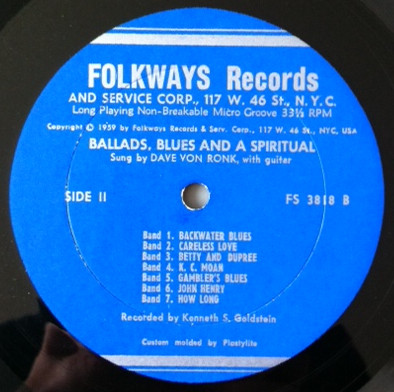 FOLKWAYS Records
AND SERVICE CORP., 117 W. 46 St., N.Y.C.
Long Playing Non-Breakable Micro Groove 33⅓ RPM
Copyright © 1959 by Folkways Records & Serv. Corp., 117 W. 46 St., NYC, USA
BALLADS, BLUES AND A SPIRITUAL
Sung by DAVE VON RONK, with guitar
SIDE II
FS 3818 B
Band 1. BACKWATER BLUES
Band 2. CARELESS LOVE
Band 3. BETTY AND DUPREE
Band 4. K. C. MOAN
Band 5. GAMBLER'S BLUES
Band 6. JOHN HENRY
Band 7. HOW LONG
Recorded by Kenneth S. Goldstein
Custom molded by Plastylite